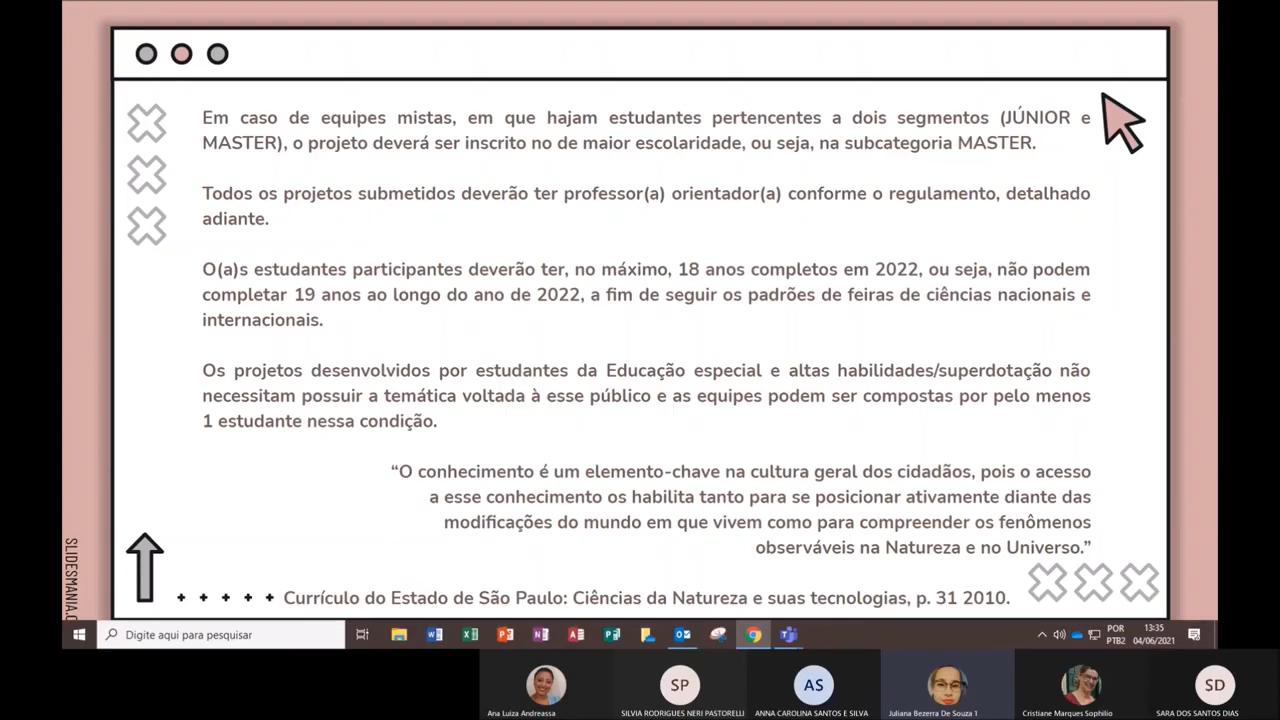 Em caso de equipes mistas, em que hajam estudantes pertencentes a dois segmentos (JÚNIOR e
MASTER), o projeto deverá ser inscrito no de maior escolaridade, ou seja, na subcategoria MASTER.
Todos os projetos submetidos deverão ter professor(a) orientador(a) conforme o regulamento, detalhado
adiante.
O(a)s estudantes participantes deverão ter, no máximo, 18 anos completos em 2022, ou seja, não podem
completar 19 anos ao longo do ano de 2022, a fim de seguir os padrões de feiras de ciências nacionais e
internacionais.
Os projetos desenvolvidos por estudantes da Educação especial e altas habilidades/superdotação não
necessitam possuir a temática voltada à esse público e as equipes podem ser compostas por pelo menos
1 estudante nessa condição.
“O conhecimento é um elemento-chave na cultura geral dos cidadãos, pois o acesso
a esse conhecimento os habilita tanto para se posicionar ativamente diante das
modificações do mundo em que vivem como para compreender os fenômenos
observáveis na Natureza e no Universo.”
Currículo do Estado de São Paulo: Ciências da Natureza e suas tecnologias, p. 31 2010.
SLIDESMANIA.C
Digite aqui para pesquisar
POR
PTB2
13:35
04/06/2021
SP
AS
SD
Ana Luiza Andreassa
SILVIA RODRIGUES NERI PASTORELLI
ANNA CAROLINA SANTOS E SILVA
Juliana Bezerra De Souza 1
Cristiane Marques Sophilio
SARA DOS SANTOS DIAS